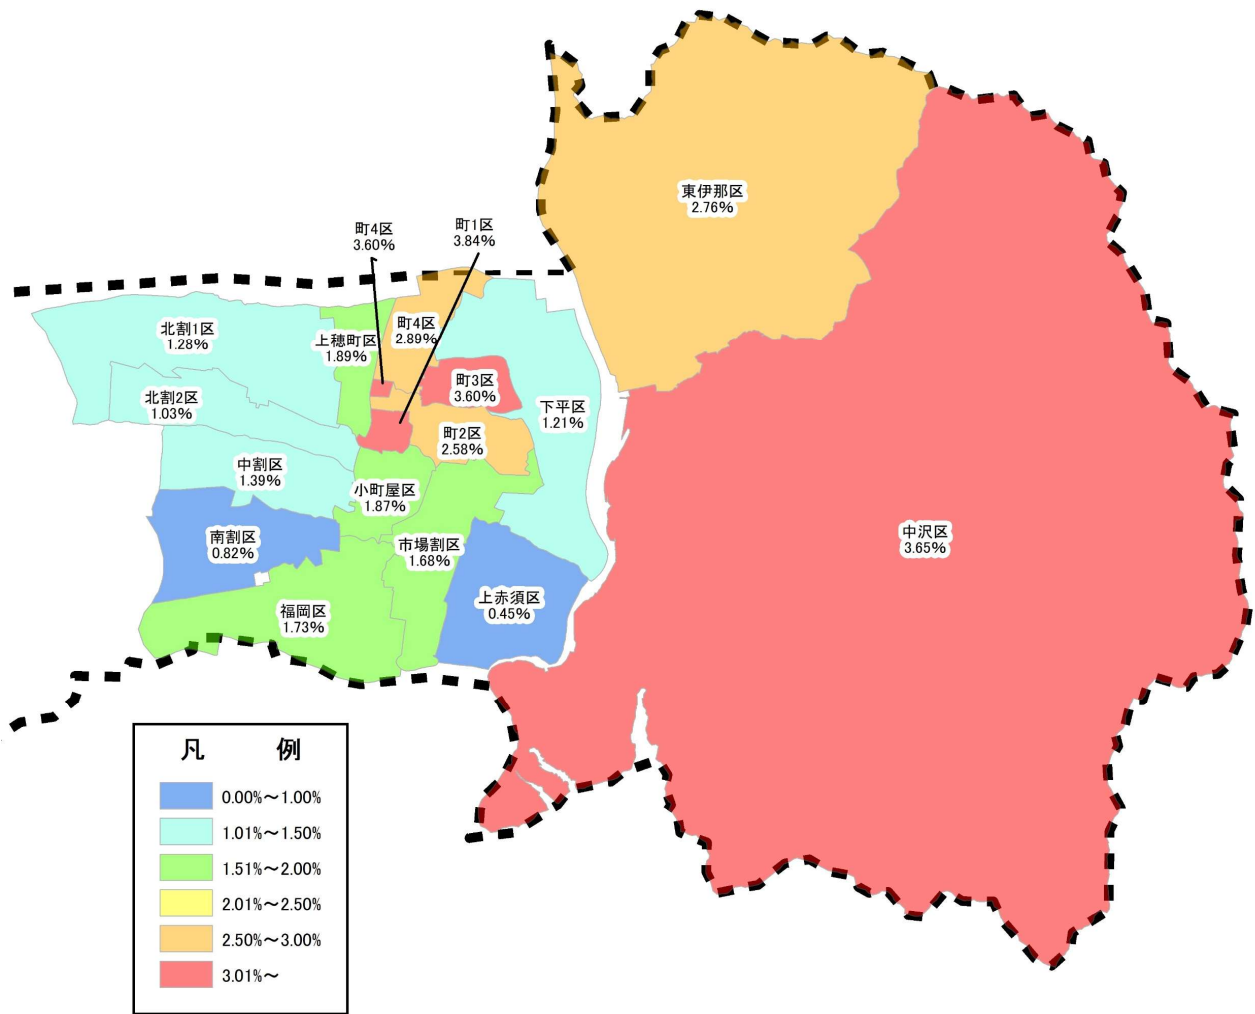 東伊那区
2.76%
町4区
3.60%
町1区
3.84%
北割1区
1.28%
上穂町区
1.89%
町4区
2.89%
町3区
3.60%
北割2区
1.03%
下平区
1.21%
町2区
2.58%
中割区
1.39%
小町屋区
1.87%
南割区
0.82%
市場割区
1.68%
中沢区
3.65%
上赤須区
0.45%
福岡区
1.73%
凡 例
0.00%～1.00%
1.01%～1.50%
1.51%～2.00%
2.01%～2.50%
2.50%～3.00%
3.01%～